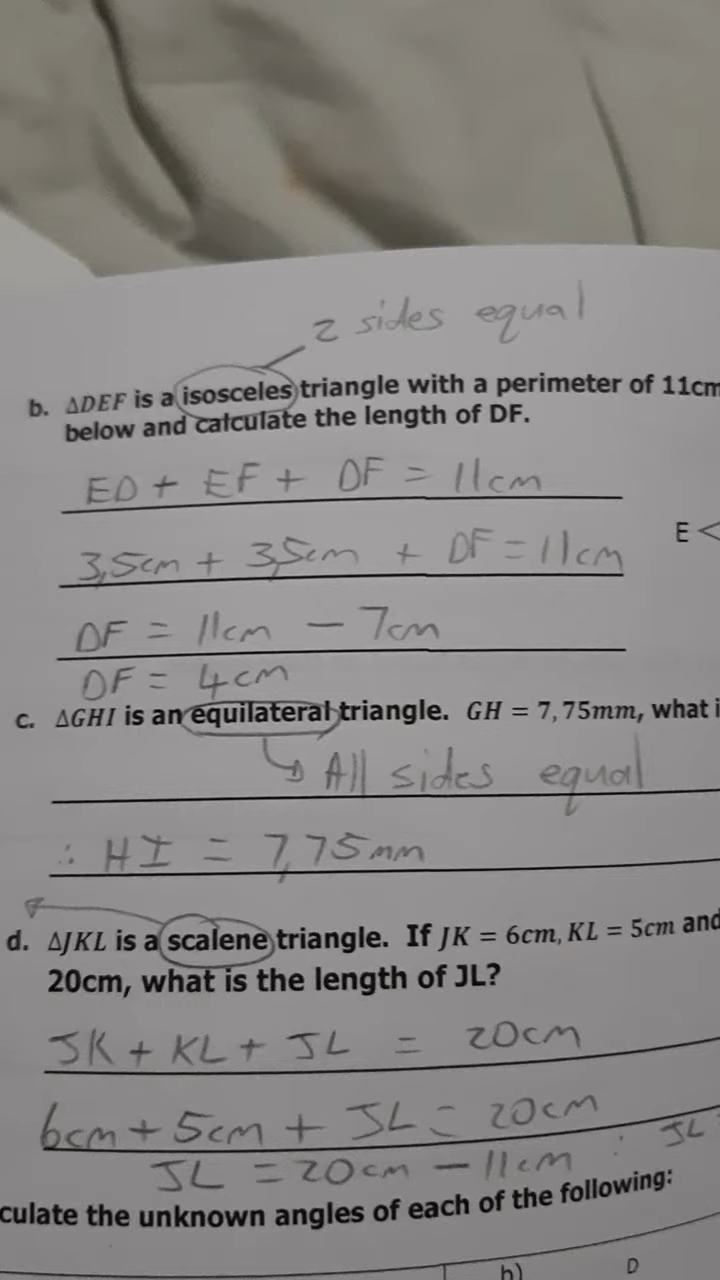 2 sides equal
b. ΔDEF is a isosceles triangle with a perimeter of 11cm
below and calculate the length of DF.
ED + EF + DF = 11cm
E
3,5cm + 3,5cm + DF = 11cm
DF = 11cm - 7cm
DF = 4cm
c. ΔGHI is an equilateral triangle. GH = 7,75mm, what i
All sides equal
∴ HI = 7,75mm
d. ΔJKL is a scalene triangle. If JK = 6cm, KL = 5cm and
20cm, what is the length of JL?
JK + KL + JL = 20cm
6cm + 5cm + JL = 20cm
JL = 20cm - 11cm ∴ JL
culate the unknown angles of each of the following:
h) D